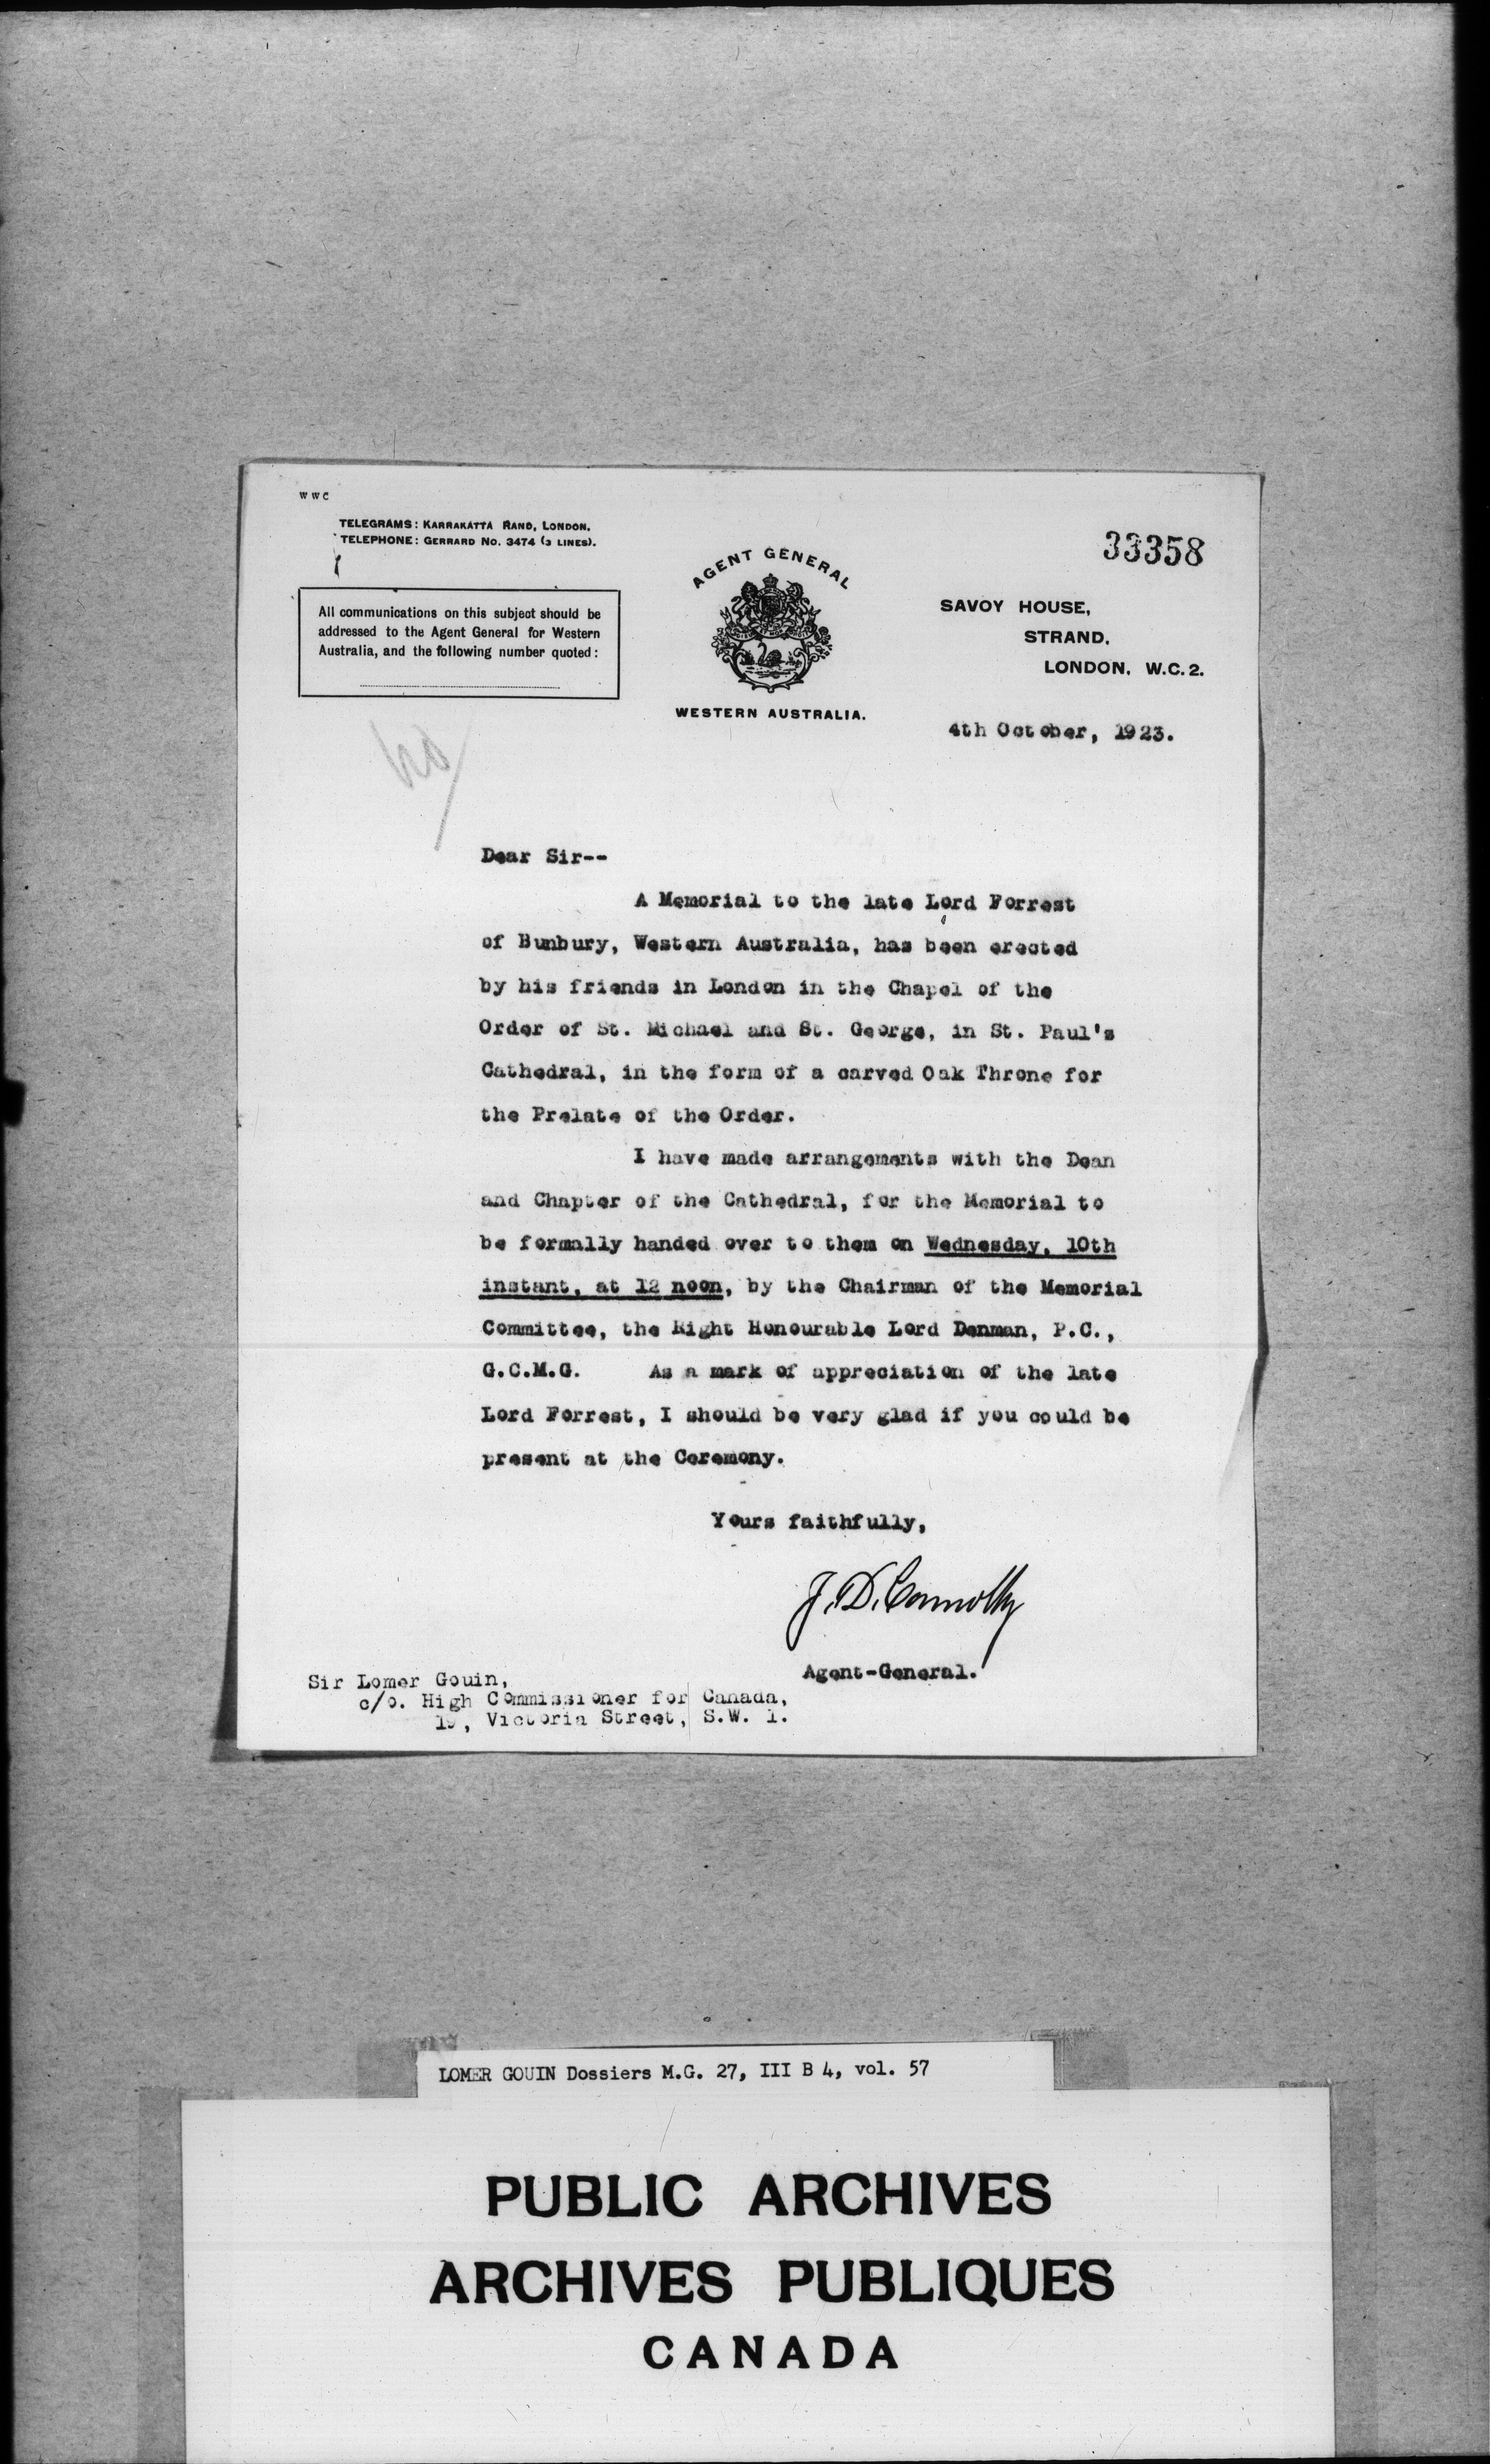 W W C
TELEGRAMS: KARRAKATTA RAND, LONDON.
TELEPHONE: GERRARD No. 3474 (3 LINES).
All communications on this subject should be
addressed to the Agent General for Western
Australia, and the following number quoted:
AGENT GENERAL
WESTERN AUSTRALIA.
33358
SAVOY HOUSE,
STRAND,
LONDON, W.C.2.
4th October, 1923.
no
Dear Sir--
A Memorial to the late Lord Forrest
of Bunbury, Western Australia, has been erected
by his friends in London in the Chapel of the
Order of St. Michael and St. George, in St. Paul's
Cathedral, in the form of a carved Oak Throne for
the Prelate of the Order.
I have made arrangements with the Dean
and Chapter of the Cathedral, for the Memorial to
be formally handed over to them on Wednesday, 10th
instant, at 12 noon, by the Chairman of the Memorial
Committee, the Right Honourable Lord Denman, P.C.,
G.C.M.G. As a mark of appreciation of the late
Lord Forrest, I should be very glad if you could be
present at the Ceremony.
Yours faithfully,
J. D. Connolly
Agent-General.
Sir Lomer Gouin,
c/o. High Commissioner for Canada,
19, Victoria Street, S.W. 1.
LOMER GOUIN Dossiers M.G. 27, III B 4, vol. 57
PUBLIC ARCHIVES
ARCHIVES PUBLIQUES
CANADA